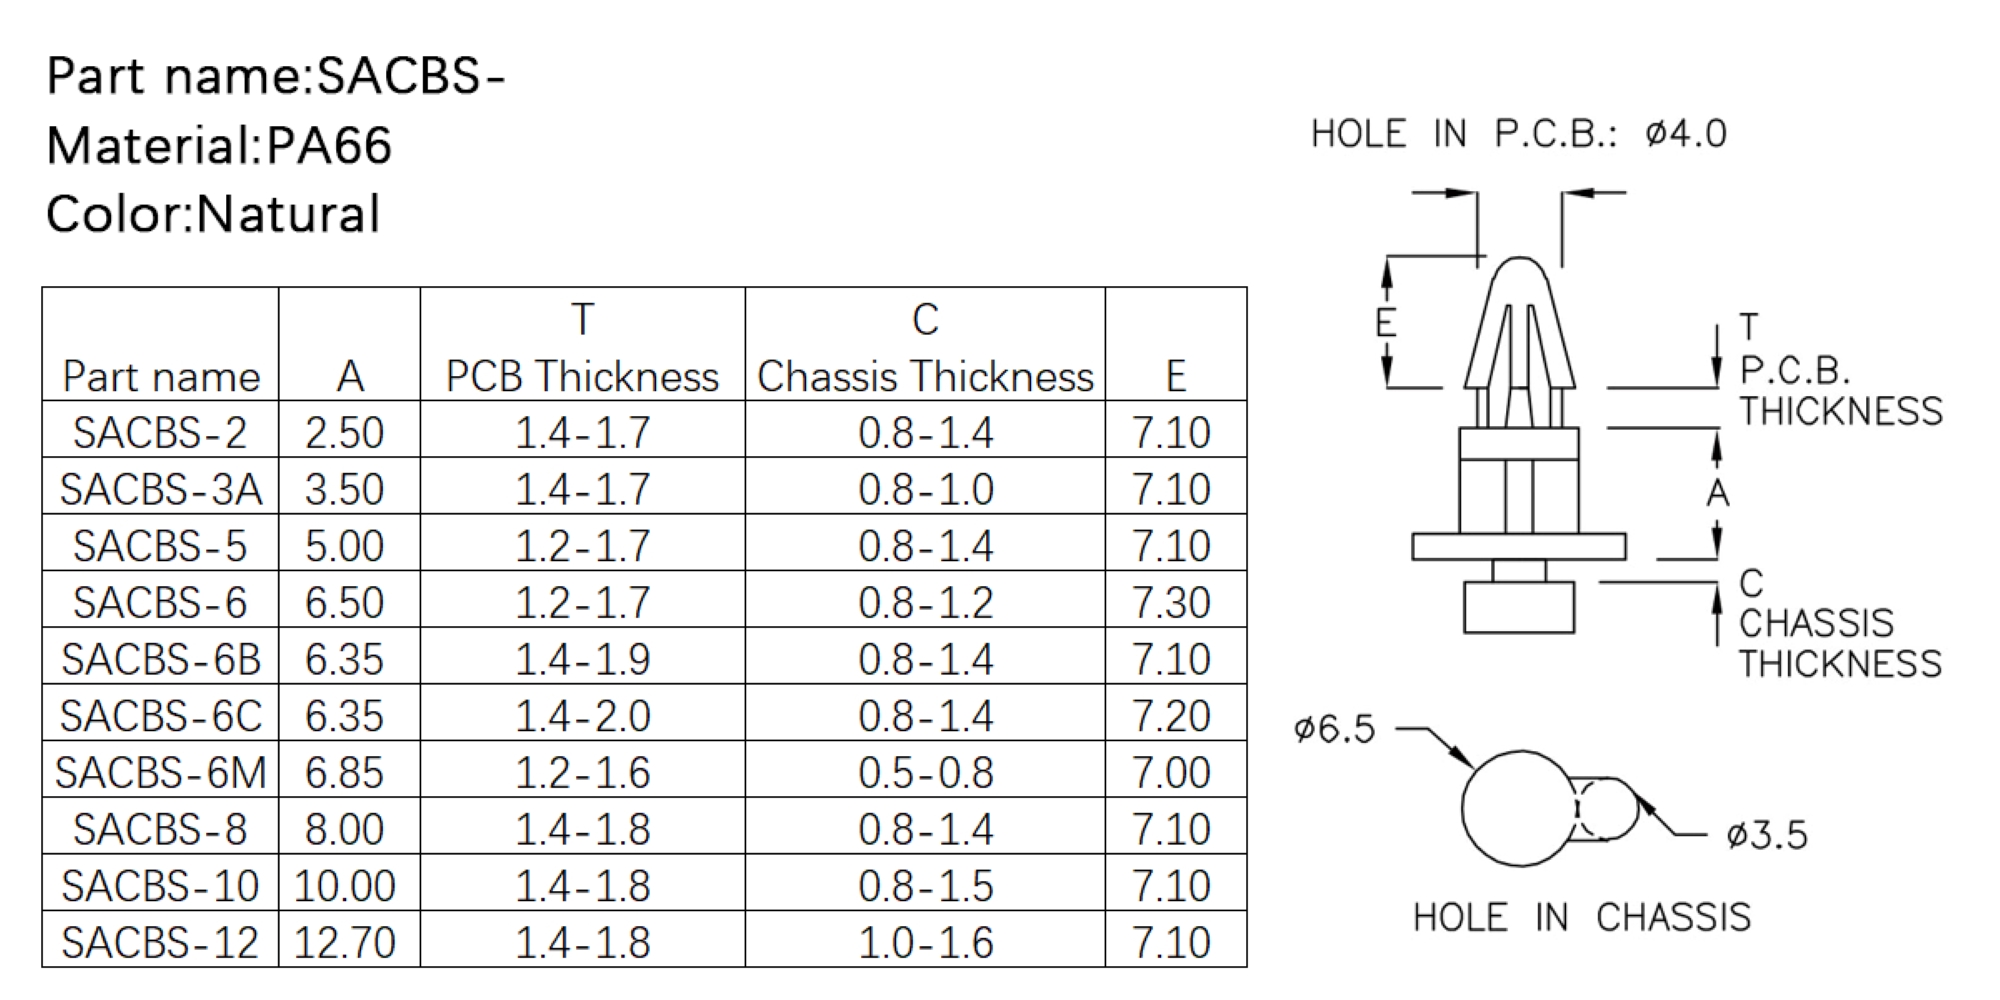 Part name:SACBS-
Material:PA66
Color:Natural
Part name A T PCB Thickness C Chassis Thickness E
SACBS-2 2.50 1.4-1.7 0.8-1.4 7.10
SACBS-3A 3.50 1.4-1.7 0.8-1.0 7.10
SACBS-5 5.00 1.2-1.7 0.8-1.4 7.10
SACBS-6 6.50 1.2-1.7 0.8-1.2 7.30
SACBS-6B 6.35 1.4-1.9 0.8-1.4 7.10
SACBS-6C 6.35 1.4-2.0 0.8-1.4 7.20
SACBS-6M 6.85 1.2-1.6 0.5-0.8 7.00
SACBS-8 8.00 1.4-1.8 0.8-1.4 7.10
SACBS-10 10.00 1.4-1.8 0.8-1.5 7.10
SACBS-12 12.70 1.4-1.8 1.0-1.6 7.10
HOLE IN P.C.B.: ø4.0
E
T
P.C.B.
THICKNESS
A
C
CHASSIS
THICKNESS
ø6.5
ø3.5
HOLE IN CHASSIS